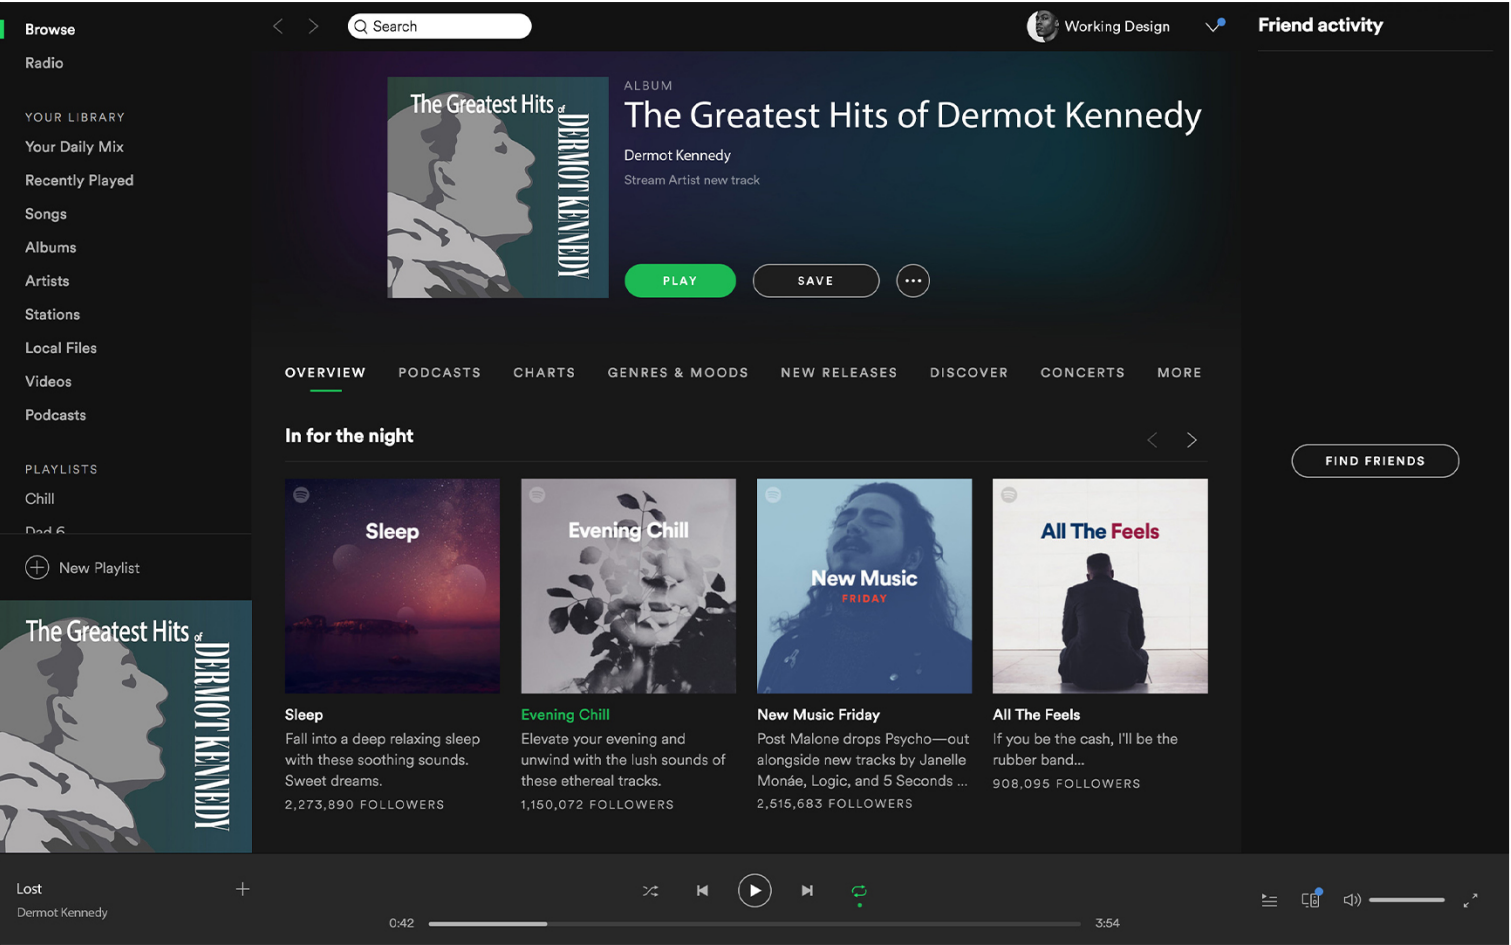 Browse
Radio
YOUR LIBRARY
Your Daily Mix
Recently Played
Songs
Albums
Artists
Stations
Local Files
Videos
Podcasts
PLAYLISTS
Chill
Dad 6
New Playlist
The Greatest Hits of
DERMOT KENNEDY
Search
Working Design
The Greatest Hits of
DERMOT KENNEDY
ALBUM
The Greatest Hits of Dermot Kennedy
Dermot Kennedy
Stream Artist new track
PLAY
SAVE
OVERVIEW PODCASTS CHARTS GENRES & MOODS NEW RELEASES DISCOVER CONCERTS MORE
In for the night
Sleep
Sleep
Fall into a deep relaxing sleep
with these soothing sounds.
Sweet dreams.
2,273,890 FOLLOWERS
Evening Chill
Evening Chill
Elevate your evening and
unwind with the lush sounds of
these ethereal tracks.
1,150,072 FOLLOWERS
New Music
FRIDAY
New Music Friday
Post Malone drops Psycho—out
alongside new tracks by Janelle
Monáe, Logic, and 5 Seconds ...
2,515,683 FOLLOWERS
All The Feels
All The Feels
If you be the cash, I'll be the
rubber band...
908,095 FOLLOWERS
Friend activity
FIND FRIENDS
Lost
Dermot Kennedy
0:42
3:54